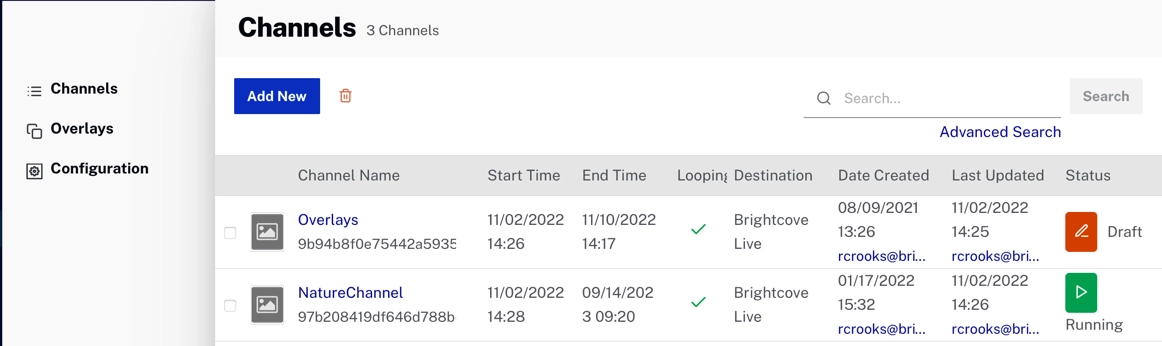 Channels 3 Channels
Channels
Overlays
Configuration
Add New
Search...
Search
Advanced Search
Channel Name Start Time End Time Looping Destination Date Created Last Updated Status
Overlays
9b94b8f0e75442a5935
11/02/2022
14:26
11/10/2022
14:17
Brightcove
Live
08/09/2021
13:26
rcrooks@bri...
11/02/2022
14:25
rcrooks@bri...
Draft
NatureChannel
97b208419df646d788b
11/02/2022
14:28
09/14/202
3 09:20
Brightcove
Live
01/17/2022
15:32
rcrooks@bri...
11/02/2022
14:26
rcrooks@bri...
Running